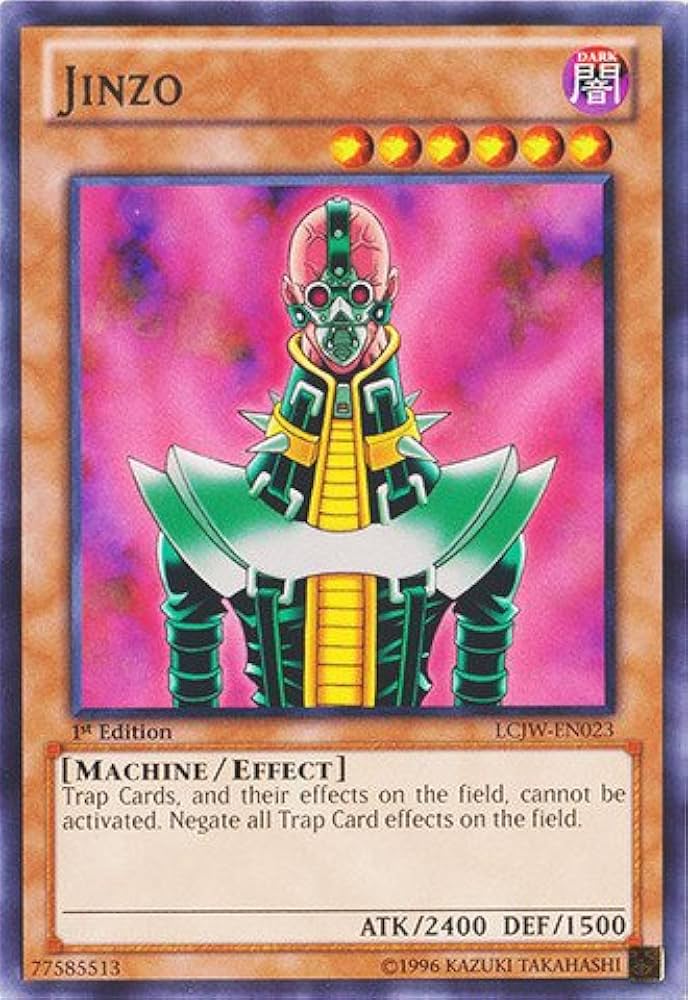 JINZO
DARK
闇
1st Edition
LCJW-EN023
[MACHINE/EFFECT]
Trap Cards, and their effects on the field, cannot be
activated. Negate all Trap Card effects on the field.
ATK/2400 DEF/1500
77585513
©1996 KAZUKI TAKAHASHI